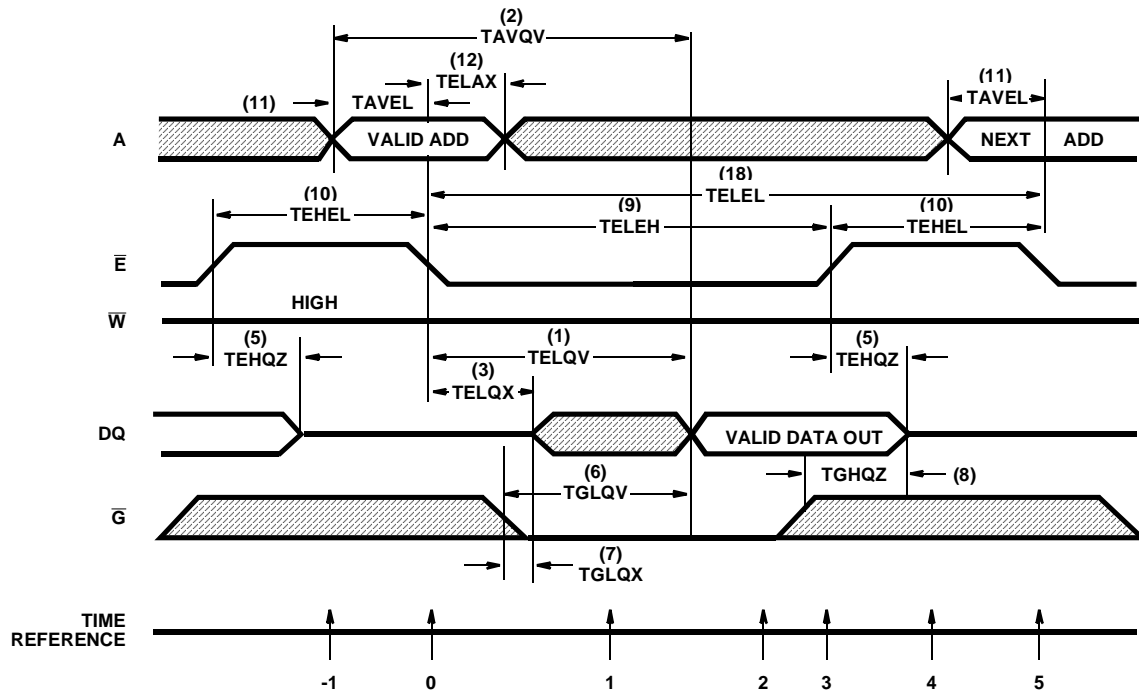 (2)
TAVQV
(12)
TELAX
(11)
TAVEL
(11)
TAVEL
A
VALID ADD
NEXT
ADD
(18)
TELEL
(10)
TEHEL
(9)
TELEH
(10)
TEHEL
E
HIGH
W
(5)
TEHQZ
(1)
TELQV
(5)
TEHQZ
(3)
TELQX
DQ
VALID DATA OUT
(6)
TGLQV
TGHQZ
(8)
G
(7)
TGLQX
TIME
REFERENCE
-1
0
1
2
3
4
5